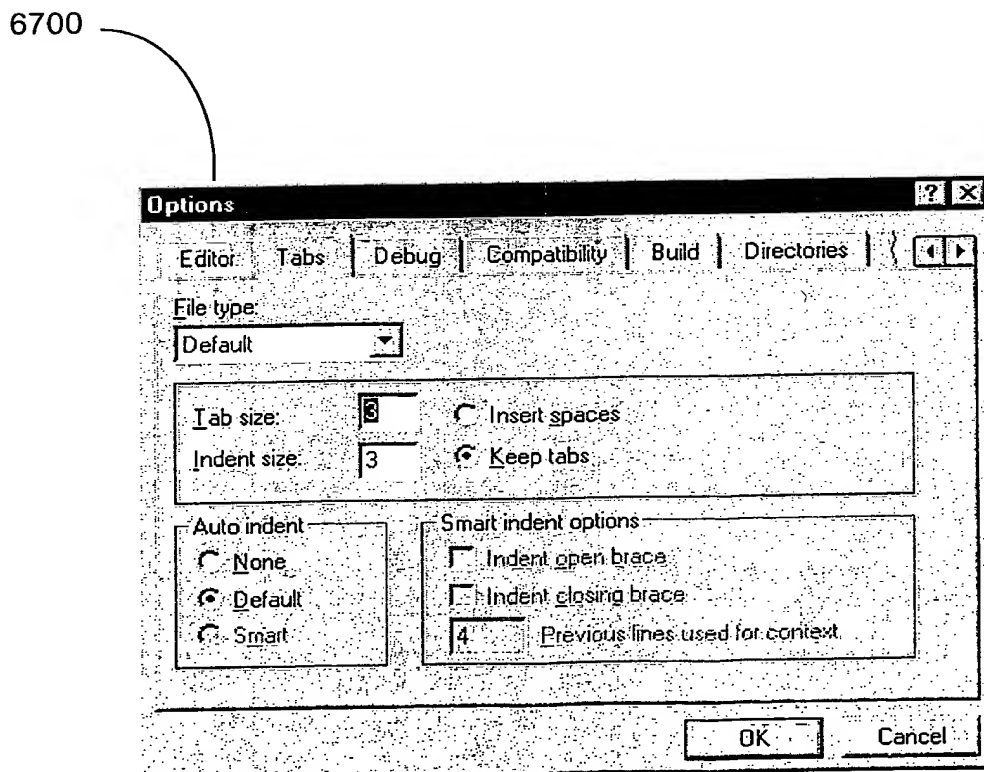 6700
Options
Editor Tabs Debug Compatibility Build Directories
File type:
Default
Tab size: 3 Insert spaces
Indent size: 3 Keep tabs
Auto indent Smart indent options
None Indent open brace
Default Indent closing brace
Smart 4 Previous lines used for context
OK Cancel